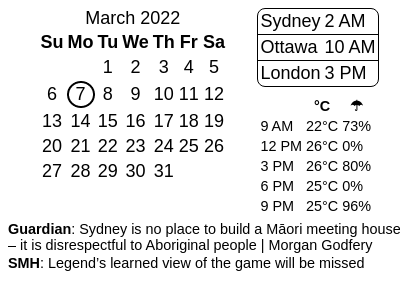 March 2022
Su Mo Tu We Th Fr Sa
1 2 3 4 5
6 7 8 9 10 11 12
13 14 15 16 17 18 19
20 21 22 23 24 25 26
27 28 29 30 31
Sydney 2 AM
Ottawa 10 AM
London 3 PM
°C ☂
9 AM 22°C 73%
12 PM 26°C 0%
3 PM 26°C 80%
6 PM 25°C 0%
9 PM 25°C 96%
Guardian: Sydney is no place to build a Māori meeting house
– it is disrespectful to Aboriginal people | Morgan Godfery
SMH: Legend's learned view of the game will be missed